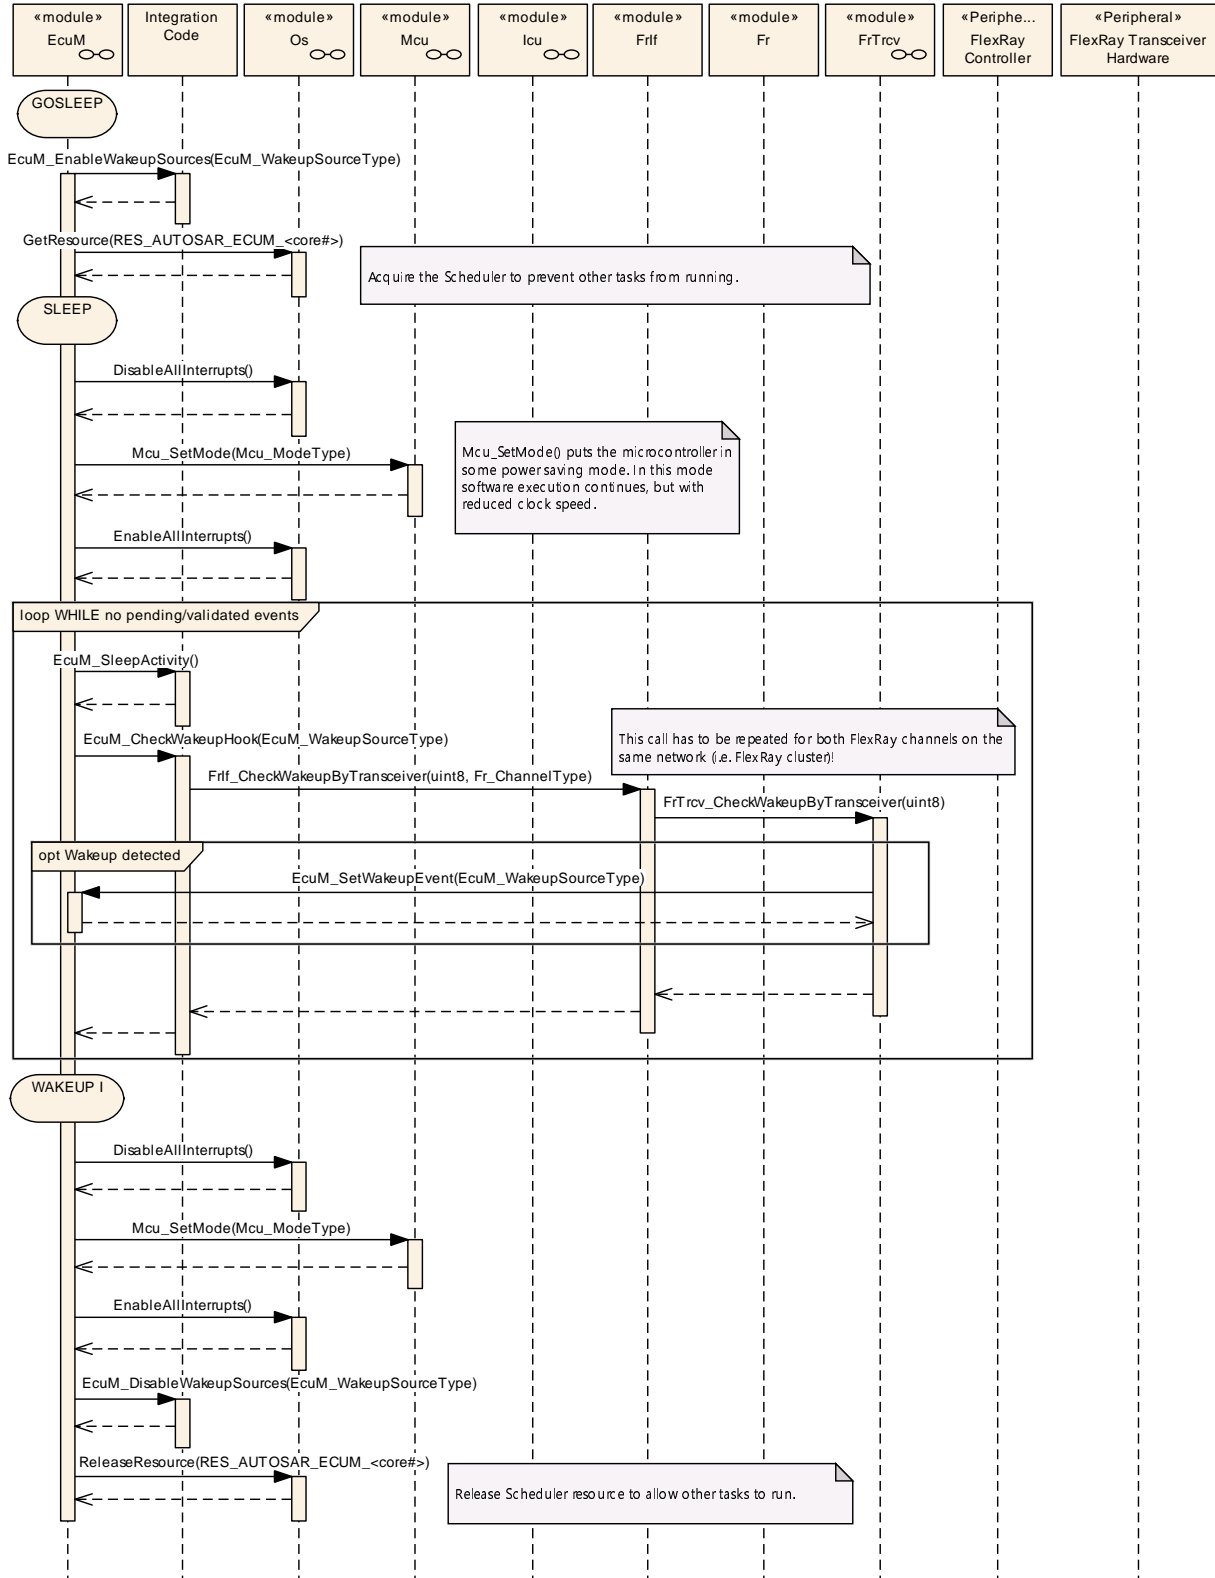 «module»
EcuM
Integration
Code
«module»
Os
«module»
Mcu
«module»
Icu
«module»
FrIf
«module»
Fr
«module»
FrTrcv
«Periphe...
FlexRay
Controller
«Peripheral»
FlexRay Transceiver
Hardware
GOSLEEP
EcuM_EnableWakeupSources(EcuM_WakeupSourceType)
GetResource(RES_AUTOSAR_ECUM_<core#>)
Acquire the Scheduler to prevent other tasks from running.
SLEEP
DisableAllInterrupts()
Mcu_SetMode(Mcu_ModeType)
Mcu_SetMode() puts the microcontroller in
some power saving mode. In this mode
software execution continues, but with
reduced clock speed.
EnableAllInterrupts()
loop WHILE no pending/validated events
EcuM_SleepActivity()
EcuM_CheckWakeupHook(EcuM_WakeupSourceType)
This call has to be repeated for both FlexRay channels on the
same network (i.e. FlexRay cluster)!
FrIf_CheckWakeupByTransceiver(uint8, Fr_ChannelType)
FrTrcv_CheckWakeupByTransceiver(uint8)
opt Wakeup detected
EcuM_SetWakeupEvent(EcuM_WakeupSourceType)
WAKEUP I
DisableAllInterrupts()
Mcu_SetMode(Mcu_ModeType)
EnableAllInterrupts()
EcuM_DisableWakeupSources(EcuM_WakeupSourceType)
ReleaseResource(RES_AUTOSAR_ECUM_<core#>)
Release Scheduler resource to allow other tasks to run.